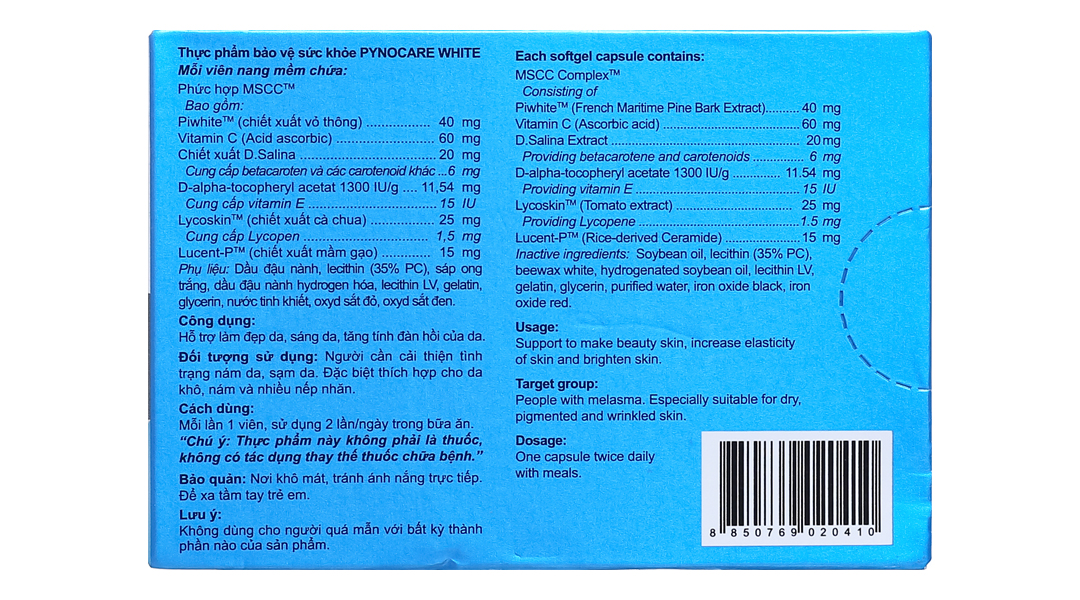 Thực phẩm bảo vệ sức khỏe PYNOCARE WHITE
Mỗi viên nang mềm chứa:
Phức hợp MSCC™
Bao gồm:
Piwhite™ (chiết xuất vỏ thông) .................. 40 mg
Vitamin C (Acid ascorbic) ............................ 60 mg
Chiết xuất D.Salina ...................................... 20 mg
Cung cấp betacaroten và các carotenoid khác ...6 mg
D-alpha-tocopheryl acetat 1300 IU/g .... 11,54 mg
Cung cấp vitamin E .................................... 15 IU
Lycoskin™ (chiết xuất cà chua) .................. 25 mg
Cung cấp Lycopen ..................................... 1,5 mg
Lucent-P™ (chiết xuất mầm gạo) ............... 15 mg
Phụ liệu: Dầu đậu nành, lecithin (35% PC), sáp ong
trắng, dầu đậu nành hydrogen hóa, lecithin LV, gelatin,
glycerin, nước tinh khiết, oxyd sắt đỏ, oxyd sắt đen.
Công dụng:
Hỗ trợ làm đẹp da, sáng da, tăng tính đàn hồi của da.
Đối tượng sử dụng: Người cần cải thiện tình
trạng nám da, sạm da. Đặc biệt thích hợp cho da
khô, nám và nhiều nếp nhăn.
Cách dùng:
Mỗi lần 1 viên, sử dụng 2 lần/ngày trong bữa ăn.
“Chú ý: Thực phẩm này không phải là thuốc,
không có tác dụng thay thế thuốc chữa bệnh.”
Bảo quản: Nơi khô mát, tránh ánh nắng trực tiếp.
Để xa tầm tay trẻ em.
Lưu ý:
Không dùng cho người quá mẫn với bất kỳ thành
phần nào của sản phẩm.
Each softgel capsule contains:
MSCC Complex™
Consisting of
Piwhite™ (French Maritime Pine Bark Extract).......... 40 mg
Vitamin C (Ascorbic acid) ........................................ 60 mg
D.Salina Extract ....................................................... 20 mg
Providing betacarotene and carotenoids ............... 6 mg
D-alpha-tocopheryl acetate 1300 IU/g .............. 11.54 mg
Providing vitamin E ................................................. 15 IU
Lycoskin™ (Tomato extract) .................................... 25 mg
Providing Lycopene ................................................1.5 mg
Lucent-P™ (Rice-derived Ceramide) ...................... 15 mg
Inactive ingredients: Soybean oil, lecithin (35% PC),
beewax white, hydrogenated soybean oil, lecithin LV,
gelatin, glycerin, purified water, iron oxide black, iron
oxide red.
Usage:
Support to make beauty skin, increase elasticity
of skin and brighten skin.
Target group:
People with melasma. Especially suitable for dry,
pigmented and wrinkled skin.
Dosage:
One capsule twice daily
with meals.
8 850769 020410